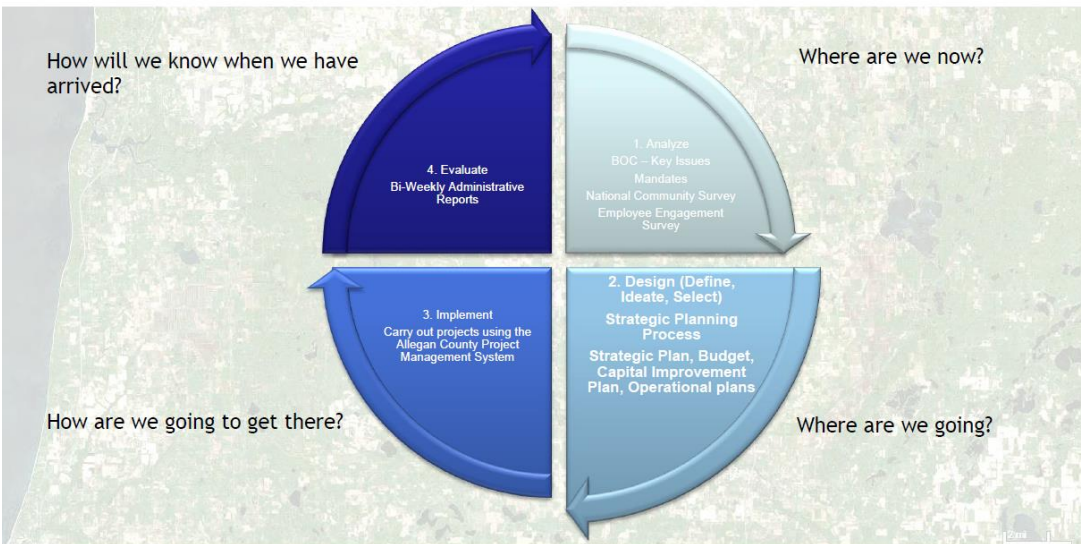 How will we know when we have
arrived?
Where are we now?
1. Analyze
BOC – Key Issues
Mandates
National Community Survey
Employee Engagement
Survey
2. Design (Define,
Ideate, Select)
Strategic Planning
Process
Strategic Plan, Budget,
Capital Improvement
Plan, Operational plans
3. Implement
Carry out projects using the
Allegan County Project
Management System
4. Evaluate
Bi-Weekly Administrative
Reports
How are we going to get there?
Where are we going?
2 mi